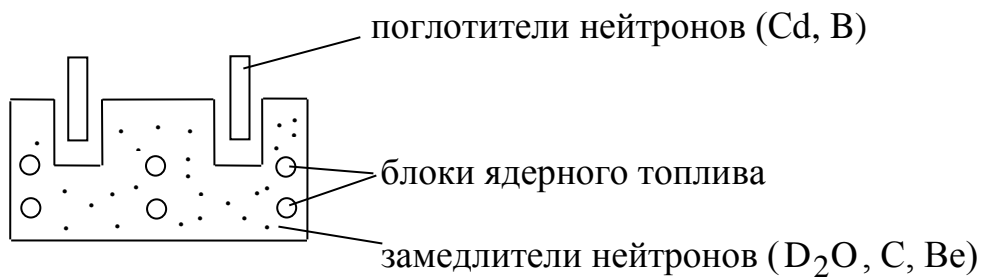 поглотители нейтронов (Cd, B)
блоки ядерного топлива
замедлители нейтронов (D₂O, C, Be)